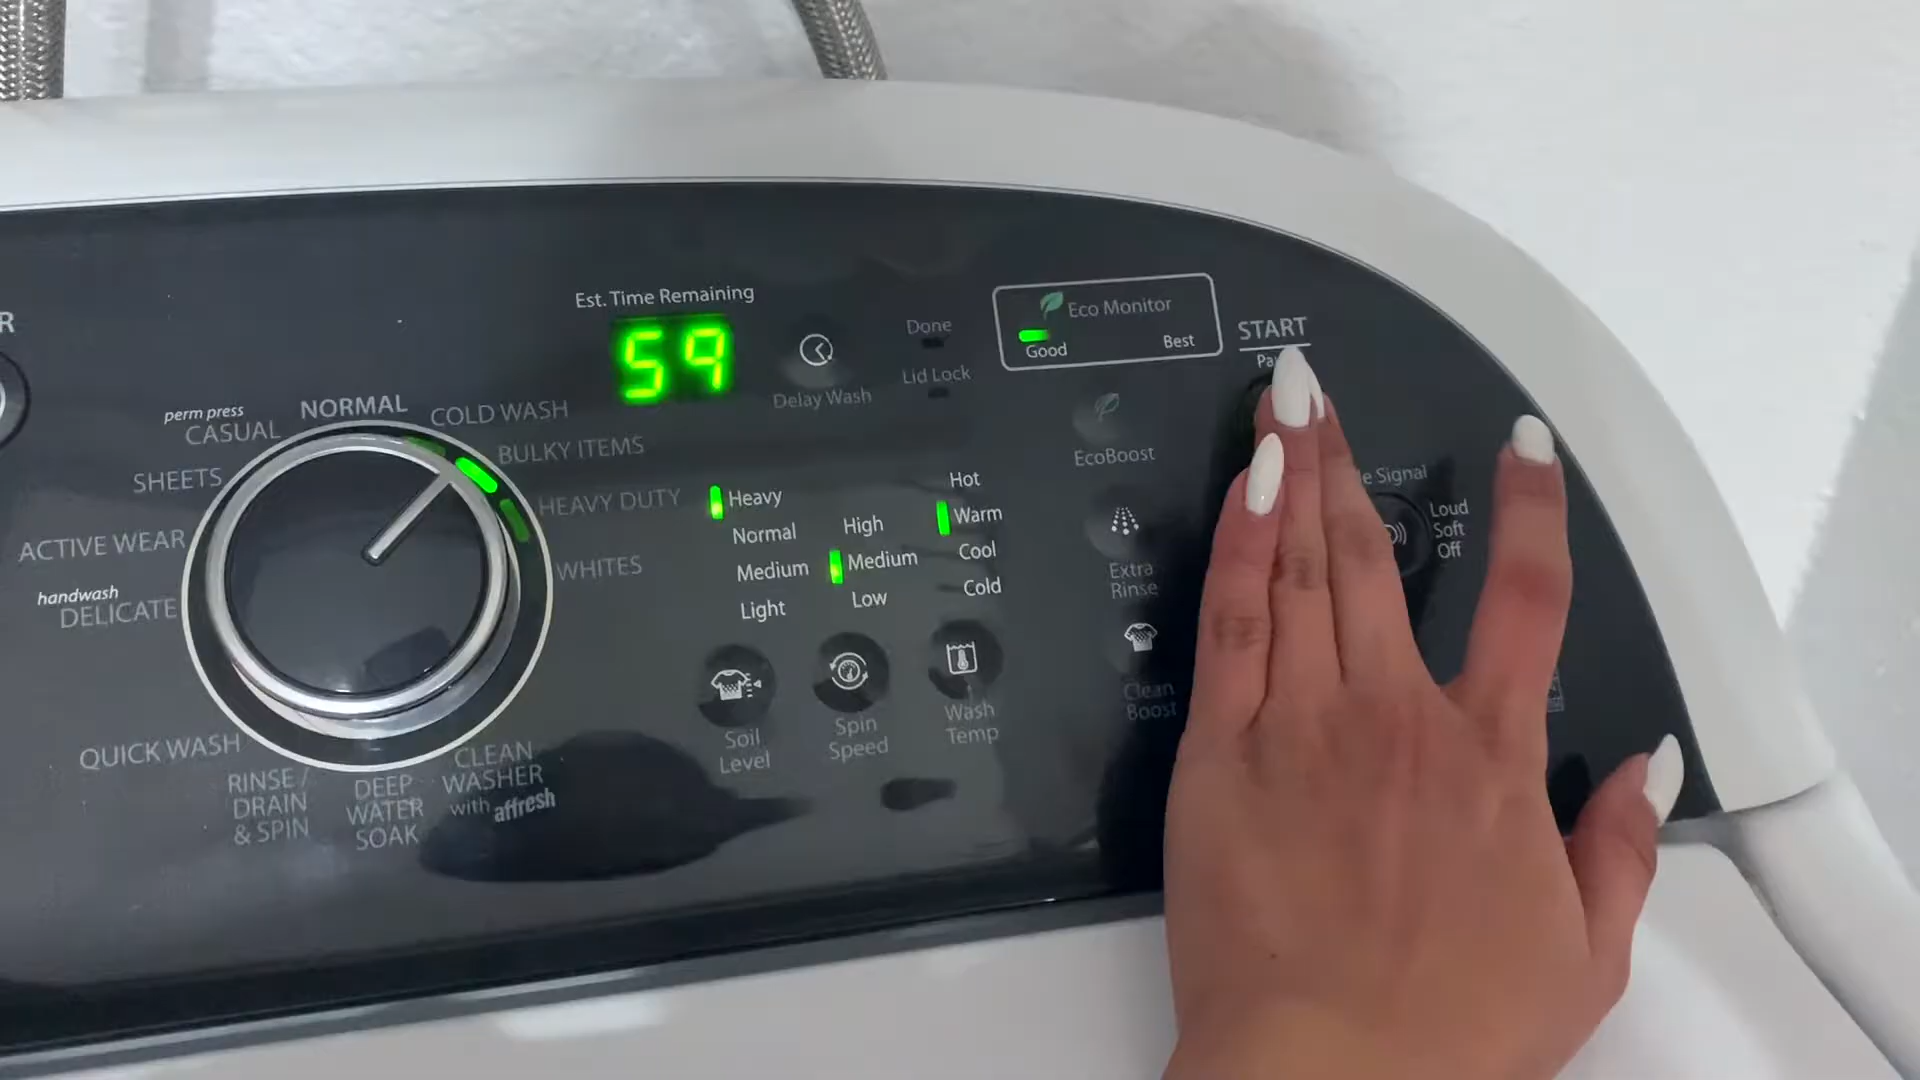 R
Est. Time Remaining
59
Delay Wash
Done
Lid Lock
Eco Monitor
Good
Best
START
EcoBoost
perm press
CASUAL
NORMAL
COLD WASH
BULKY ITEMS
SHEETS
HEAVY DUTY
ACTIVE WEAR
WHITES
handwash
DELICATE
QUICK WASH
RINSE /
DRAIN
& SPIN
DEEP
WATER
SOAK
CLEAN
WASHER
with affresh
Heavy
Normal
Medium
Light
High
Medium
Low
Hot
Warm
Cool
Cold
Soil
Level
Spin
Speed
Wash
Temp
Extra
Rinse
Clean
Boost
Signal
Loud
Soft
Off